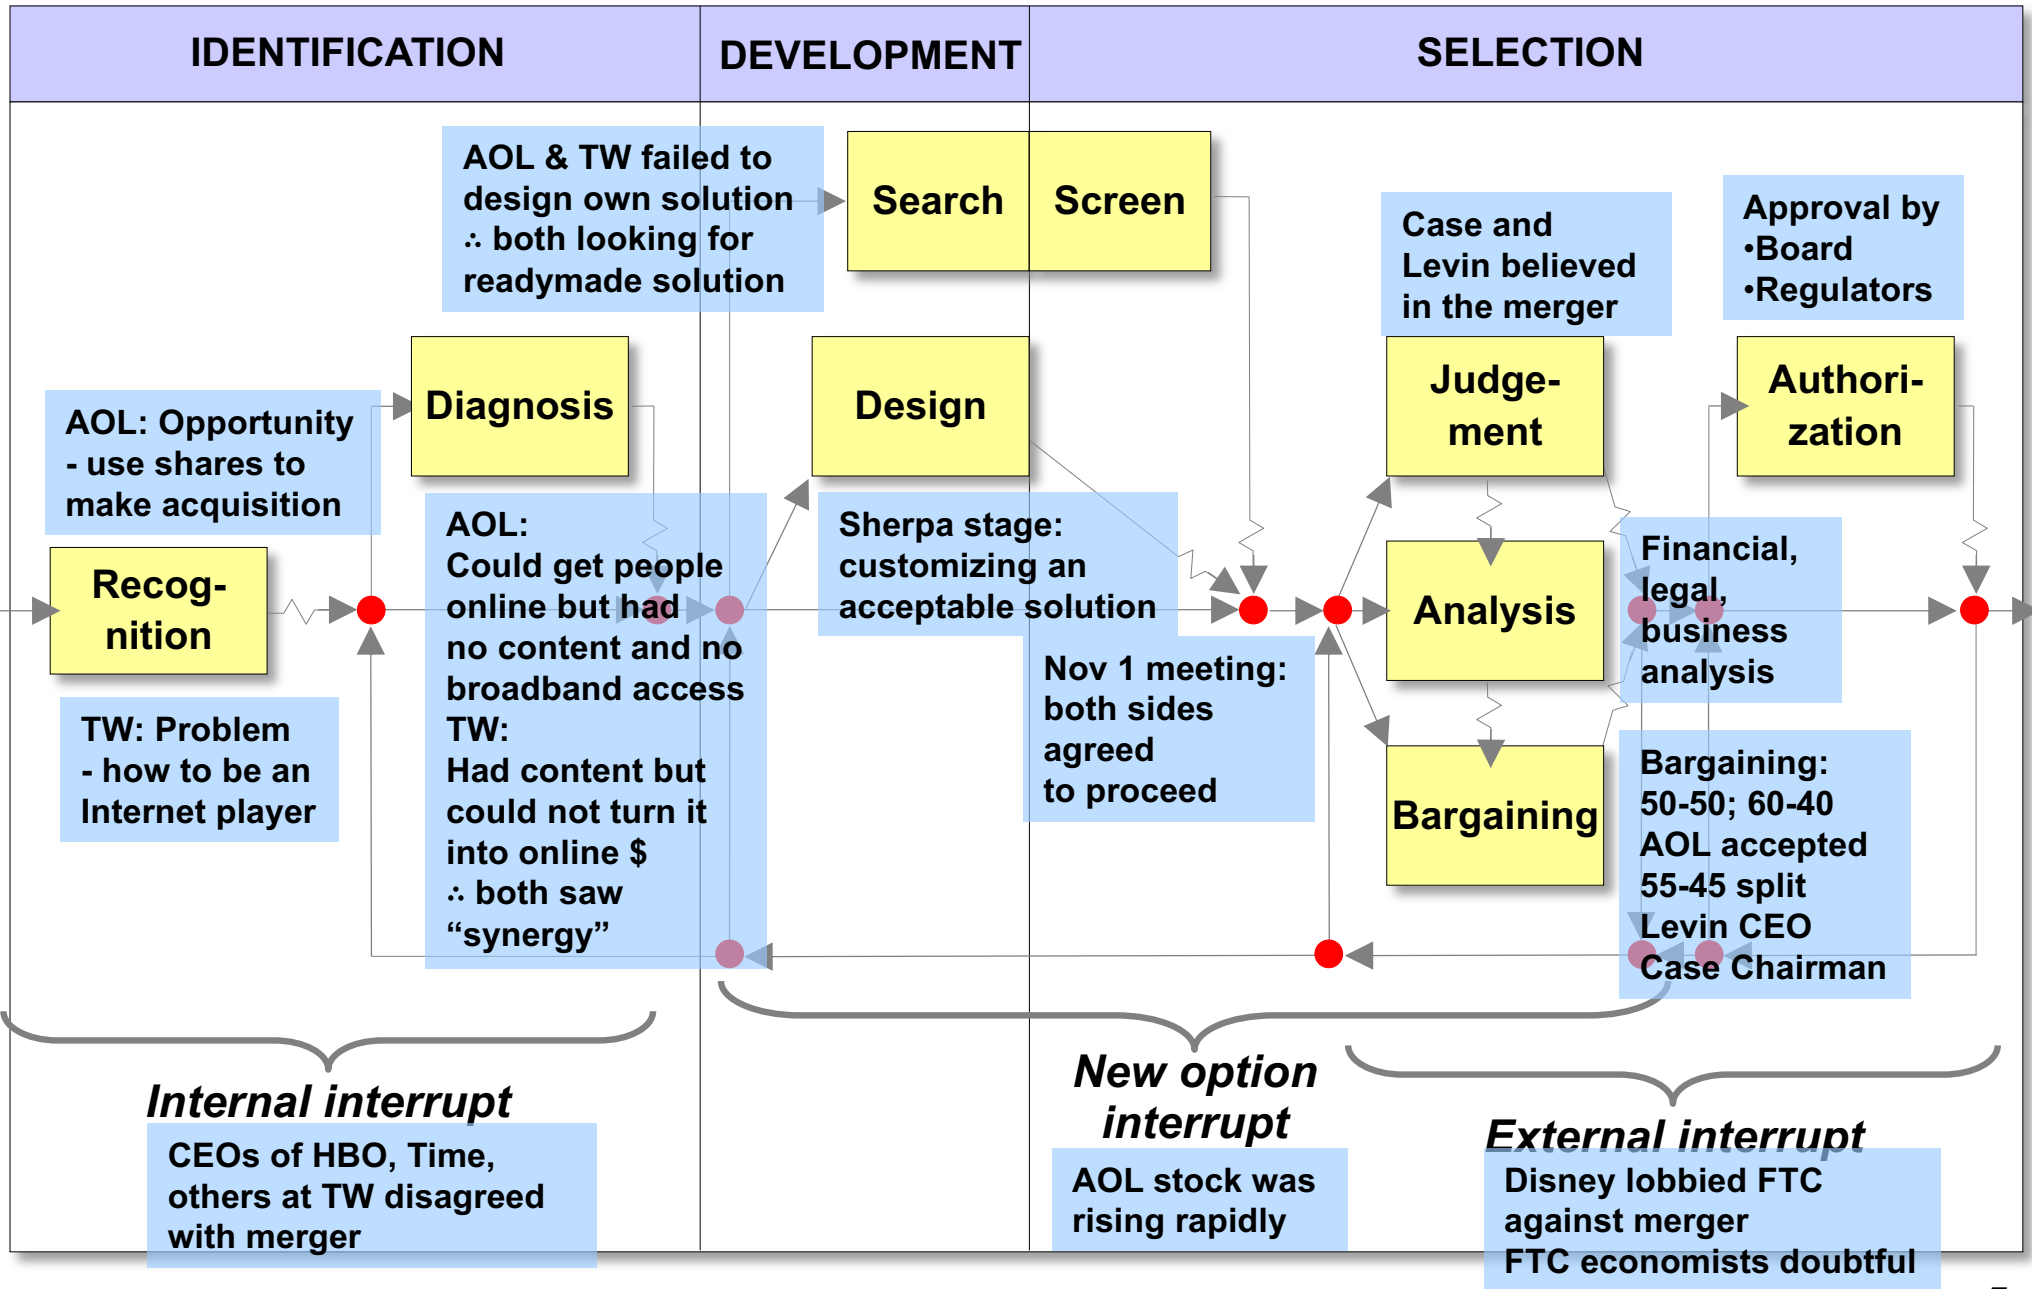 IDENTIFICATION
DEVELOPMENT
SELECTION
AOL & TW failed to
design own solution
∴ both looking for
readymade solution
Search
Screen
Case and
Levin believed
in the merger
Approval by
•Board
•Regulators
Diagnosis
Design
Judge-
ment
Authori-
zation
AOL: Opportunity
- use shares to
make acquisition
Recog-
nition
TW: Problem
- how to be an
Internet player
AOL:
Could get people
online but had
no content and no
broadband access
TW:
Had content but
could not turn it
into online $
∴ both saw
“synergy”
Sherpa stage:
customizing an
acceptable solution
Nov 1 meeting:
both sides
agreed
to proceed
Analysis
Financial,
legal,
business
analysis
Bargaining
Bargaining:
50-50; 60-40
AOL accepted
55-45 split
Levin CEO
Case Chairman
Internal interrupt
CEOs of HBO, Time,
others at TW disagreed
with merger
New option
interrupt
AOL stock was
rising rapidly
External interrupt
Disney lobbied FTC
against merger
FTC economists doubtful